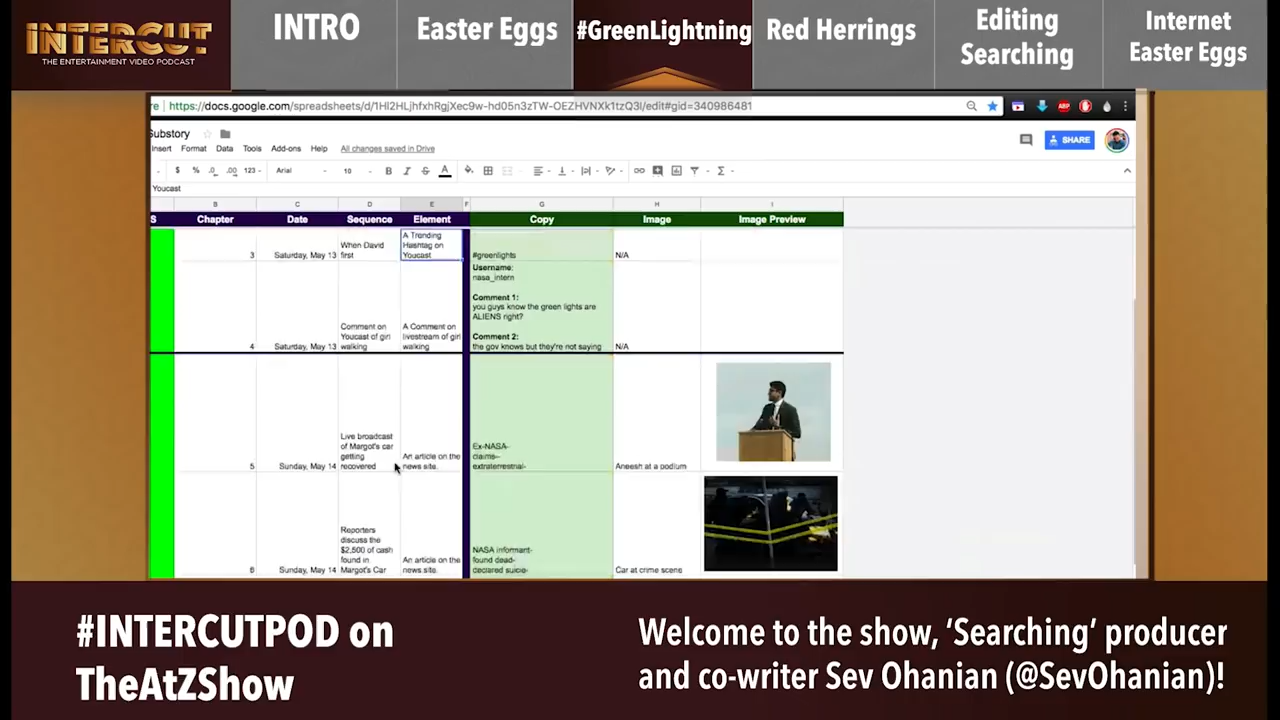 INTERCUT
THE ENTERTAINMENT VIDEO PODCAST
INTRO
Easter Eggs
#GreenLightning
Red Herrings
Editing
Searching
Internet
Easter Eggs
re https://docs.google.com/spreadsheets/d/1Hl2HLjhfxhRgjXec9w-hd05n3zTW-OEZHVNXk1tzQ3I/edit#gid=340986481
Substory
Insert Format Data Tools Add-ons Help All changes saved in Drive
SHARE
$ % .0 .00 123 Arial 10 B I S A
Youcast
B C D E F G H I
S Chapter Date Sequence Element Copy Image Image Preview
3
Saturday, May 13
When David
first
A Trending
Hashtag on
Youcast
#greenlights
N/A
4
Saturday, May 13
Comment on
Youcast of girl
walking
A Comment on
livestream of girl
walking
Username:
nasa_intern
Comment 1:
you guys know the green lights are
ALIENS right?
Comment 2:
the gov knows but they're not saying
N/A
5
Sunday, May 14
Live broadcast
of Margot's car
getting
recovered
An article on the
news site.
Ex-NASA-
claims-
extraterrestrial-
Aneesh at a podium
6
Sunday, May 14
Reporters
discuss the
$2,500 of cash
found in
Margot's Car
An article on the
news site.
NASA informant-
found dead-
declared suicide-
Car at crime scene
#INTERCUTPOD on
TheAtZShow
Welcome to the show, ‘Searching’ producer
and co-writer Sev Ohanian (@SevOhanian)!